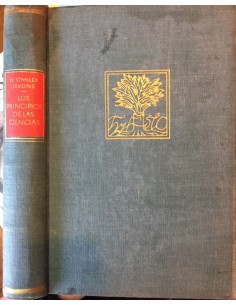 W. STANLEY
JEVONS
LOS
PRINCIPIOS
DE LAS
CIENCIAS